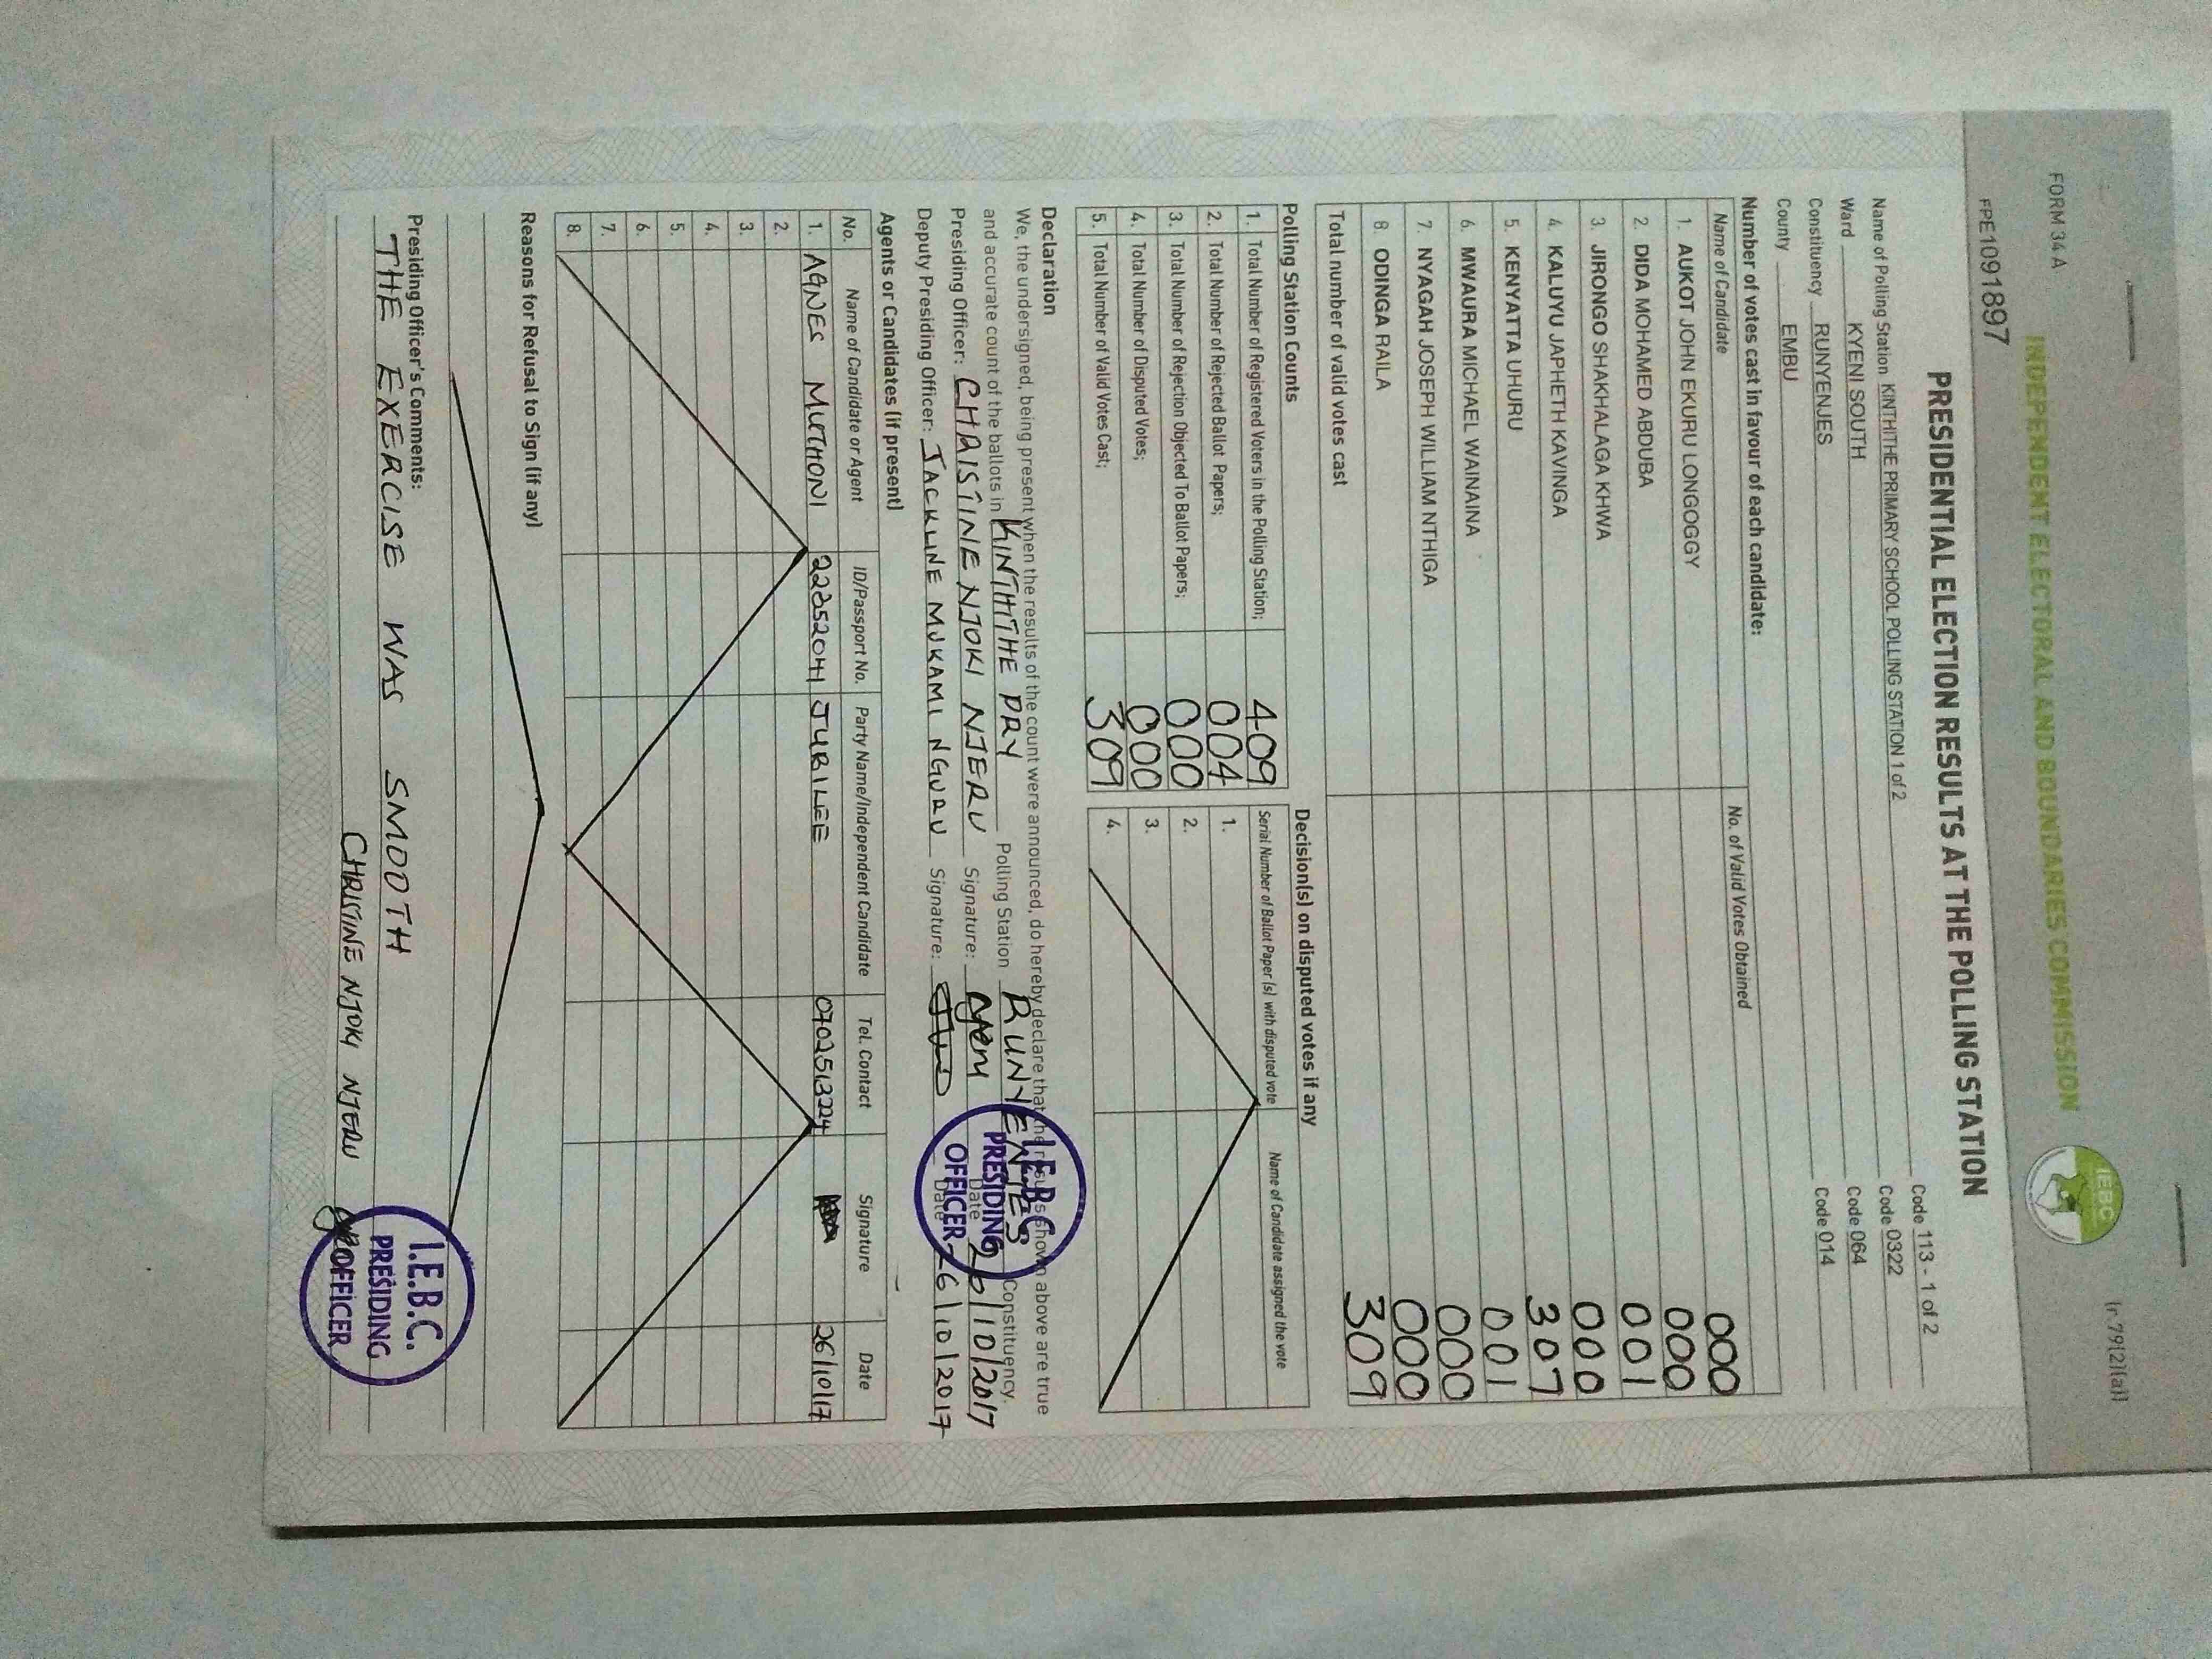 FORM 34 A
(r.79(2)(a))
INDEPENDENT ELECTORAL AND BOUNDARIES COMMISSION
IEBC
FPE1091897
PRESIDENTIAL ELECTION RESULTS AT THE POLLING STATION
Name of Polling Station KINTHITHE PRIMARY SCHOOL POLLING STATION 1 of 2 Code 113 - 1 of 2
Ward KYENI SOUTH Code 0322
Constituency RUNYENJES Code 064
County EMBU Code 014
Number of votes cast in favour of each candidate:
Name of Candidate No. of Valid Votes Obtained
1. AUKOT JOHN EKURU LONGOGGY 000
2. DIDA MOHAMED ABDUBA 000
3. JIRONGO SHAKHALAGA KHWA 001
4. KALUYU JAPHETH KAVINGA 000
5. KENYATTA UHURU 307
6. MWAURA MICHAEL WAINAINA 001
7. NYAGAH JOSEPH WILLIAM NTHIGA 000
8. ODINGA RAILA 000
Total number of valid votes cast 309
Polling Station Counts
1. Total Number of Registered Voters in the Polling Station; 409
2. Total Number of Rejected Ballot Papers; 004
3. Total Number of Rejection Objected To Ballot Papers; 000
4. Total Number of Disputed Votes; 000
5. Total Number of Valid Votes Cast; 309
Decision(s) on disputed votes if any
Serial Number of Ballot Paper (s) with disputed vote Name of Candidate assigned the vote
1.
2.
3.
4.
Declaration
We, the undersigned, being present when the results of the count were announced, do hereby declare that the results shown above are true
and accurate count of the ballots in KINTHITHE PRY Polling Station RUNYENJES Constituency.
Presiding Officer: CHRISTINE NJOKI NJERU Signature: Njeru Date 26/10/2017
Deputy Presiding Officer: JACKLINE MUKAMI NGURU Signature: Date 26/10/2017
I.E.B.C.
PRESIDING
OFFICER
Agents or Candidates (if present)
No. Name of Candidate or Agent ID/Passport No. Party Name/Independent Candidate Tel. Contact Signature Date
1. AGNES MUTHONI 22252041 JUBILEE 0702513224 26/10/17
2.
3.
4.
5.
6.
7.
8.
Reasons for Refusal to Sign (if any)
Presiding Officer's Comments:
THE EXERCISE WAS SMOOTH
CHRISTINE NJOKI NJERU
I.E.B.C.
PRESIDING
OFFICER